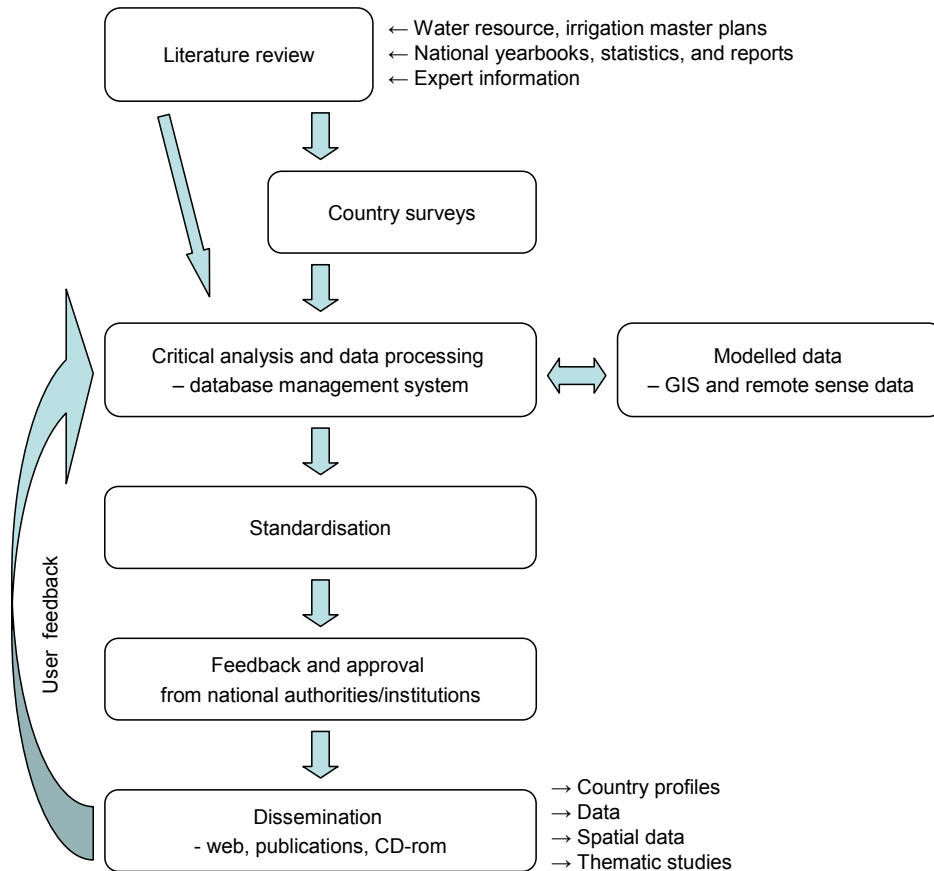 Literature review
← Water resource, irrigation master plans
← National yearbooks, statistics, and reports
← Expert information
Country surveys
Critical analysis and data processing
– database management system
Modelled data
– GIS and remote sense data
Standardisation
User feedback
Feedback and approval
from national authorities/institutions
Dissemination
- web, publications, CD-rom
→ Country profiles
→ Data
→ Spatial data
→ Thematic studies